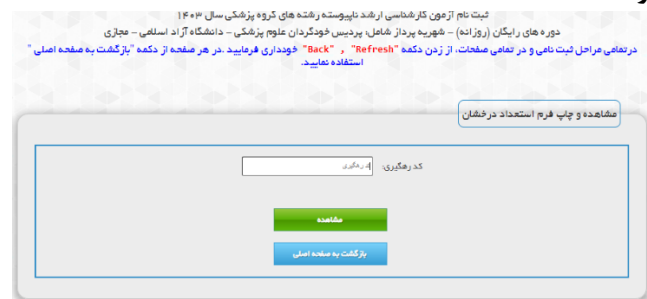 ثبت نام آزمون کارشناسی ارشد ناپیوسته رشته های گروه پزشکی سال ۱۴۰۳
دوره های رایگان (روزانه) – شهریه پرداز شامل: پردیس خودگردان علوم پزشکی – دانشگاه آزاد اسلامی – مجازی
درتمامی مراحل ثبت نامی و در تمامی صفحات، از زدن دکمه "Refresh" , "Back" خودداری فرمایید .در هر صفحه از دکمه "بازگشت به صفحه اصلی "
استفاده نمایید.
مشاهده و چاپ فرم استعداد درخشان
کد رهگیری:
کد رهگیری
مشاهده
بازگشت به صفحه اصلی